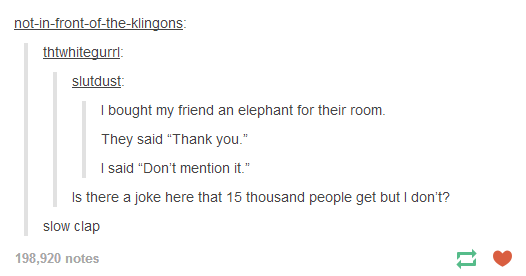 not-in-front-of-the-klingons:
thtwhitegurrl:
slutdust:
I bought my friend an elephant for their room.
They said “Thank you.”
I said “Don’t mention it.”
Is there a joke here that 15 thousand people get but I don’t?
slow clap
198,920 notes